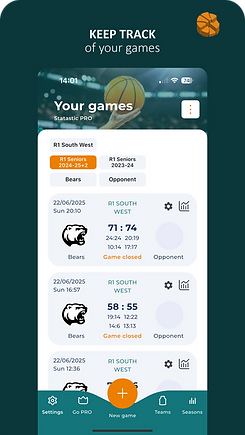 KEEP TRACK
of your games
14:01
Your games
Statastic PRO
R1 South West
R1 Seniors
2024-25+2
R1 Seniors
2023-24
Bears
Opponent
22/06/2025
Sun 20:10
R1 SOUTH
WEST
71 : 74
24:24 20:19
10:14 17:17
Bears
Game closed
Opponent
22/06/2025
Sun 16:57
R1 SOUTH
WEST
58 : 55
19:14 12:22
14:6 13:13
Bears
Game closed
Opponent
22/06/2025
Sun 12:36
R1 SOUTH
WEST
Settings
Go PRO
New game
Teams
Seasons